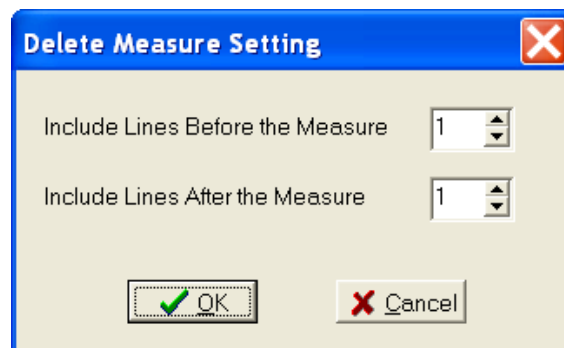 Delete Measure Setting
Include Lines Before the Measure 1
Include Lines After the Measure 1
OK Cancel